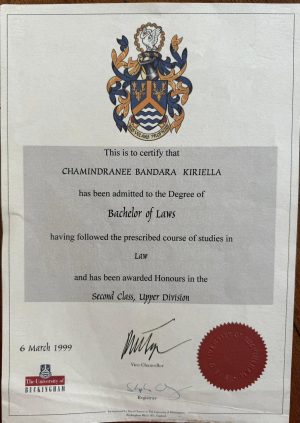 This is to certify that
CHAMINDRANEE BANDARA KIRIELLA
has been admitted to the Degree of
Bachelor of Laws
having followed the prescribed course of studies in
Law
and has been awarded Honours in the
Second Class, Upper Division
6 March 1999
Vice-Chancellor
The University of
BUCKINGHAM
Registrar